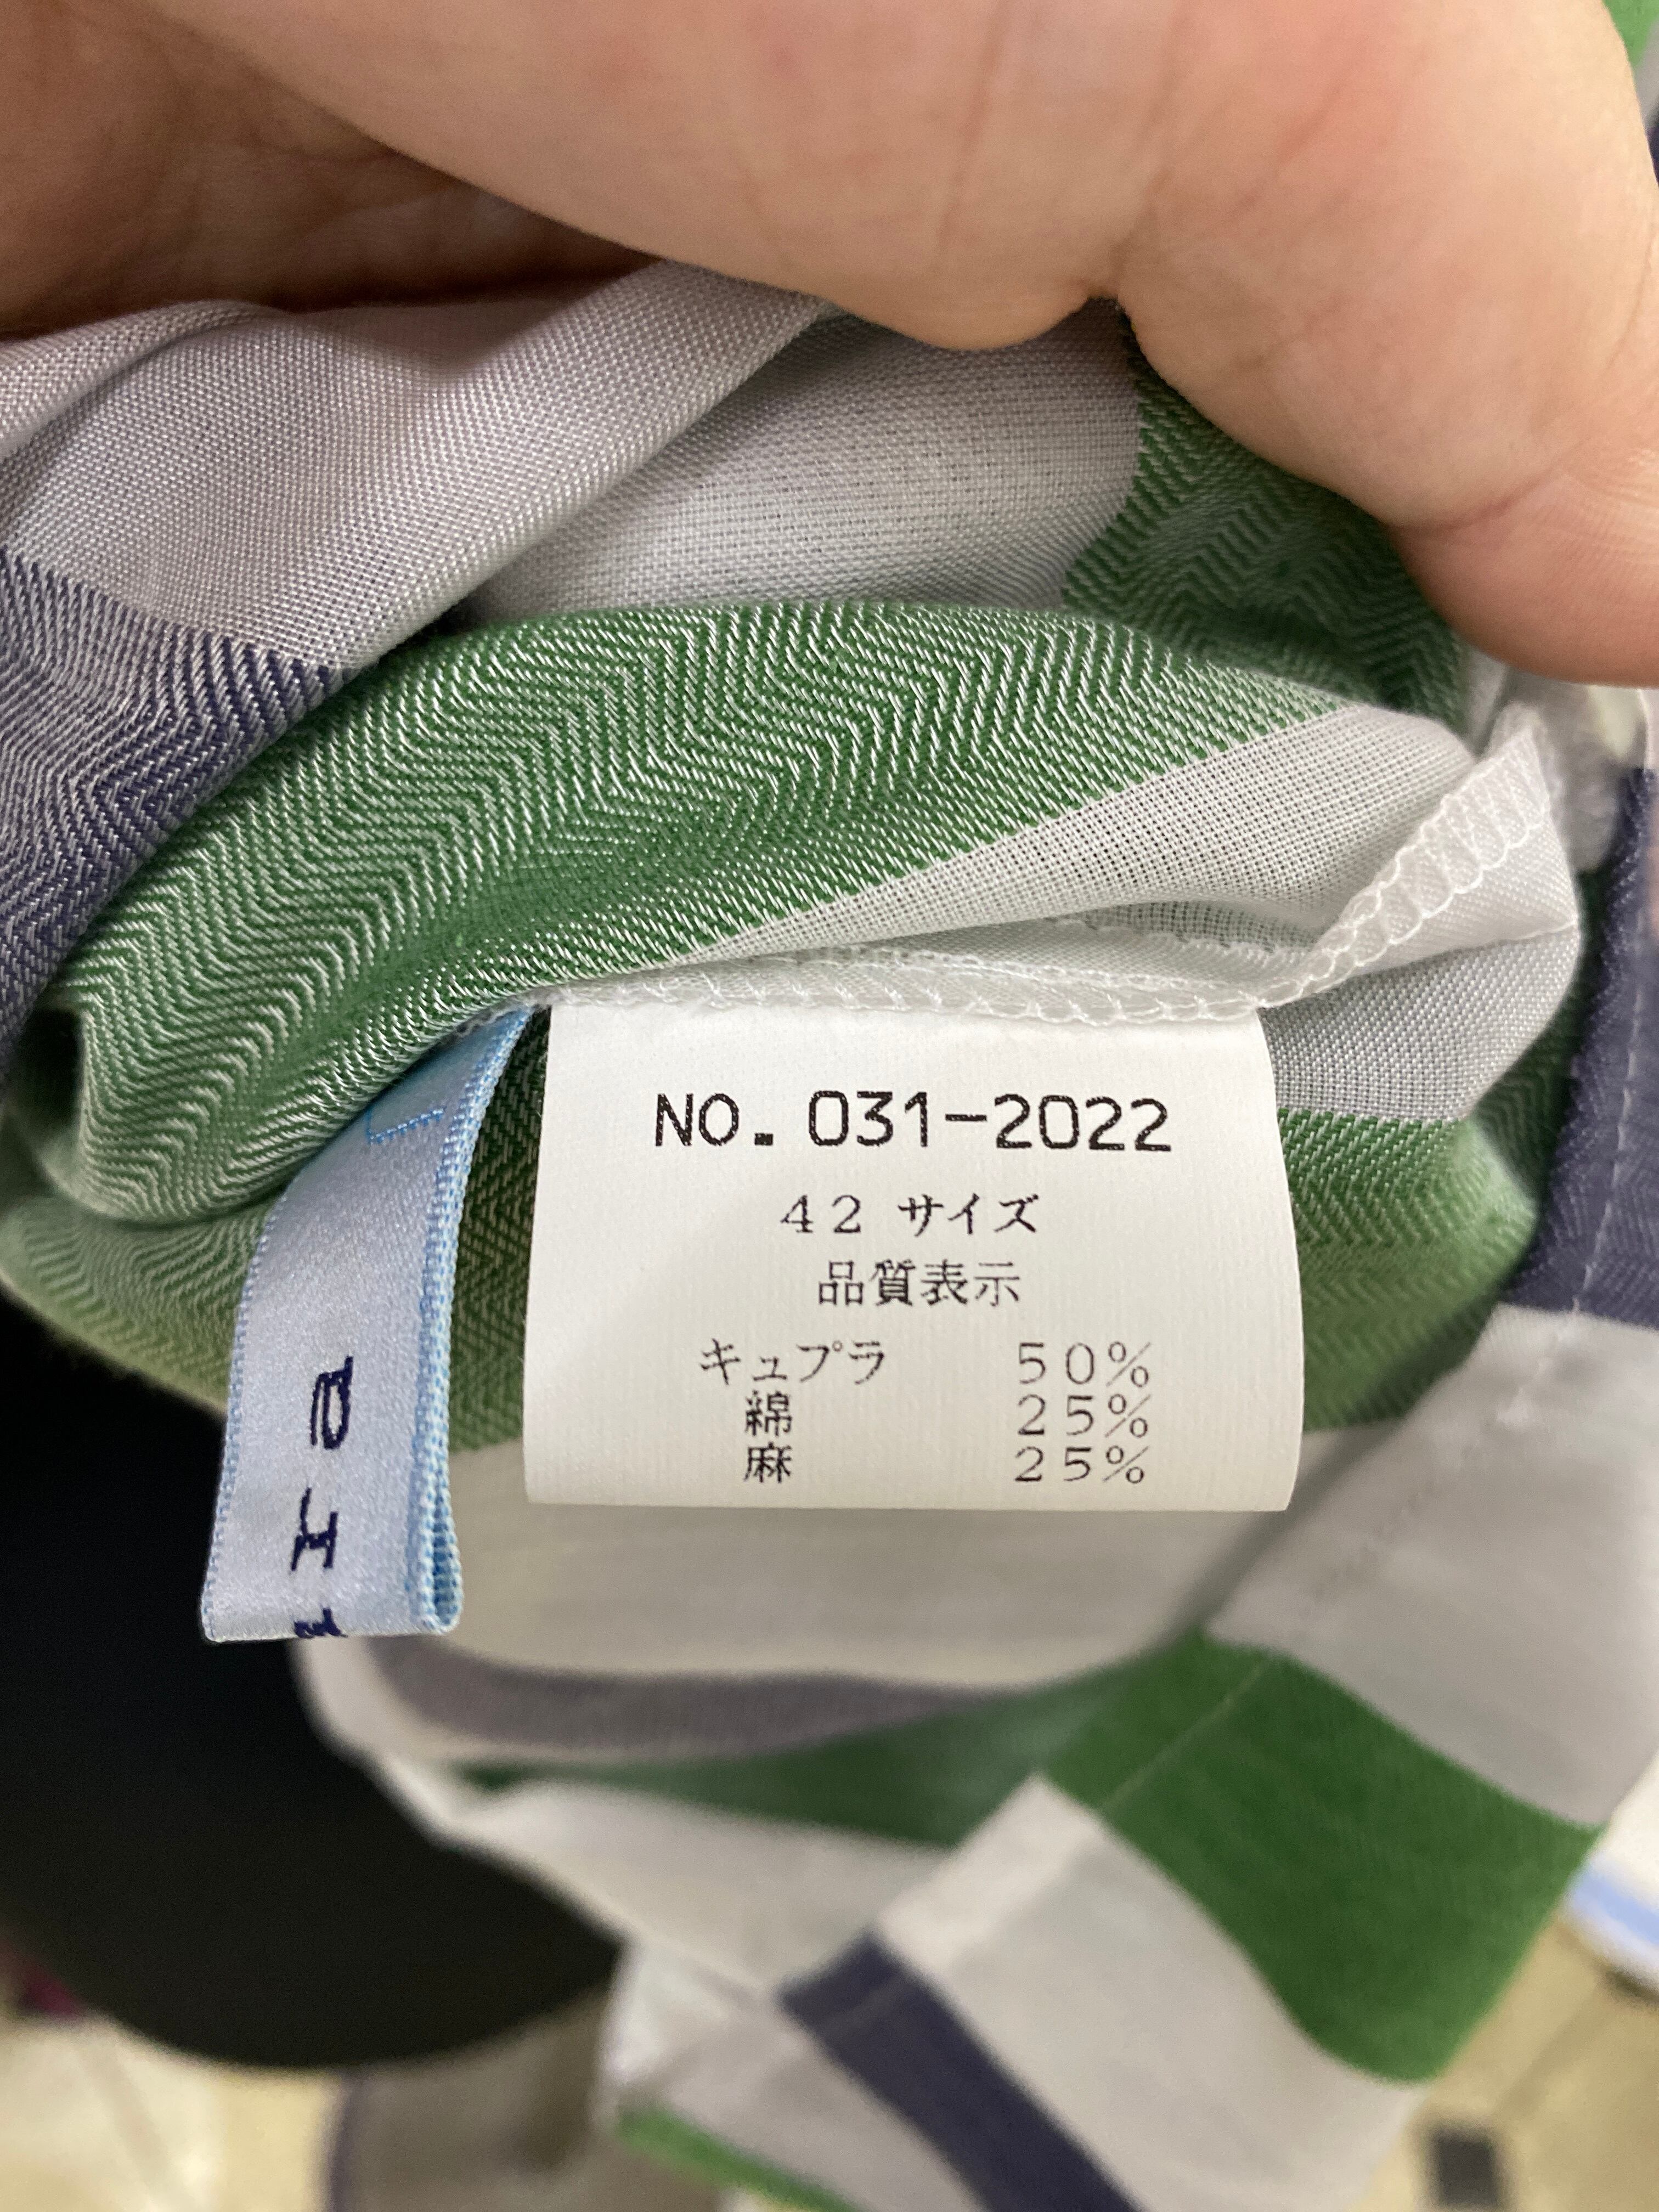 NO. 031-2022
42 サイズ
品質表示
キュプラ 50%
綿 25%
麻 25%